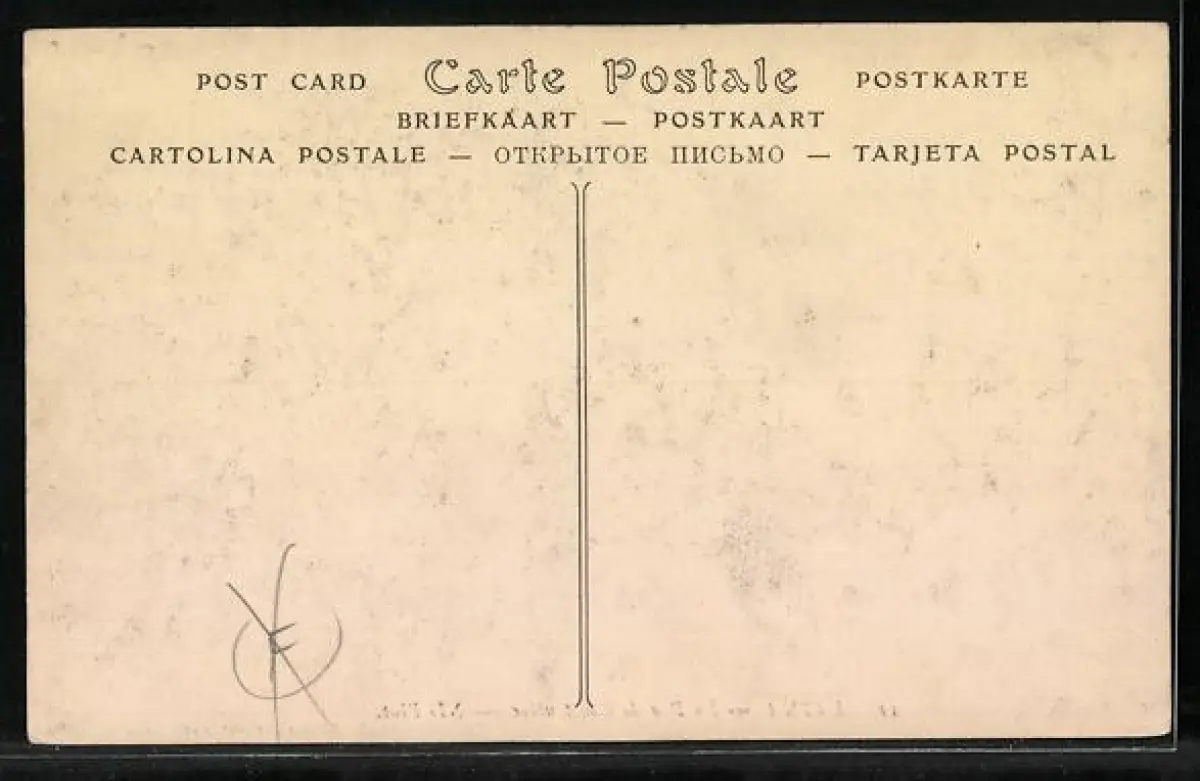 POST CARD Carte Postale POSTKARTE
BRIEFKAART — POSTKAART
CARTOLINA POSTALE — ОТКРЫТОЕ ПИСЬМО — TARJETA POSTAL